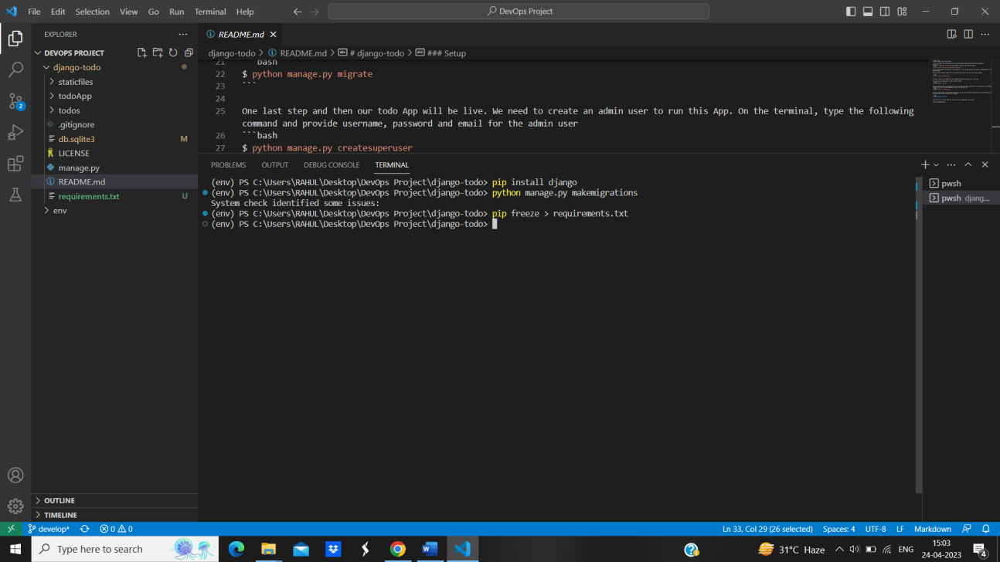 File Edit Selection View Go Run Terminal Help
DevOps Project
EXPLORER
README.md
DEVOPS PROJECT
django-todo > README.md > # django-todo > ### Setup
django-todo
staticfiles
todoApp
todos
.gitignore
db.sqlite3 M
LICENSE
manage.py
README.md
requirements.txt U
env
2
21 ```bash
22 $ python manage.py migrate
23 ```
24
25 One last step and then our todo App will be live. We need to create an admin user to run this App. On the terminal, type the following
command and provide username, password and email for the admin user
26 ```bash
27 $ python manage.py createsuperuser
PROBLEMS OUTPUT DEBUG CONSOLE TERMINAL
(env) PS C:\Users\RAHUL\Desktop\DevOps Project\django-todo> pip install django
(env) PS C:\Users\RAHUL\Desktop\DevOps Project\django-todo> python manage.py makemigrations
System check identified some issues:
(env) PS C:\Users\RAHUL\Desktop\DevOps Project\django-todo> pip freeze > requirements.txt
(env) PS C:\Users\RAHUL\Desktop\DevOps Project\django-todo>
pwsh
pwsh djang...
OUTLINE
TIMELINE
develop* 0 0
Ln 33, Col 29 (26 selected) Spaces: 4 UTF-8 LF Markdown
Type here to search
31°C Haze
ENG
15:03
24-04-2023
4